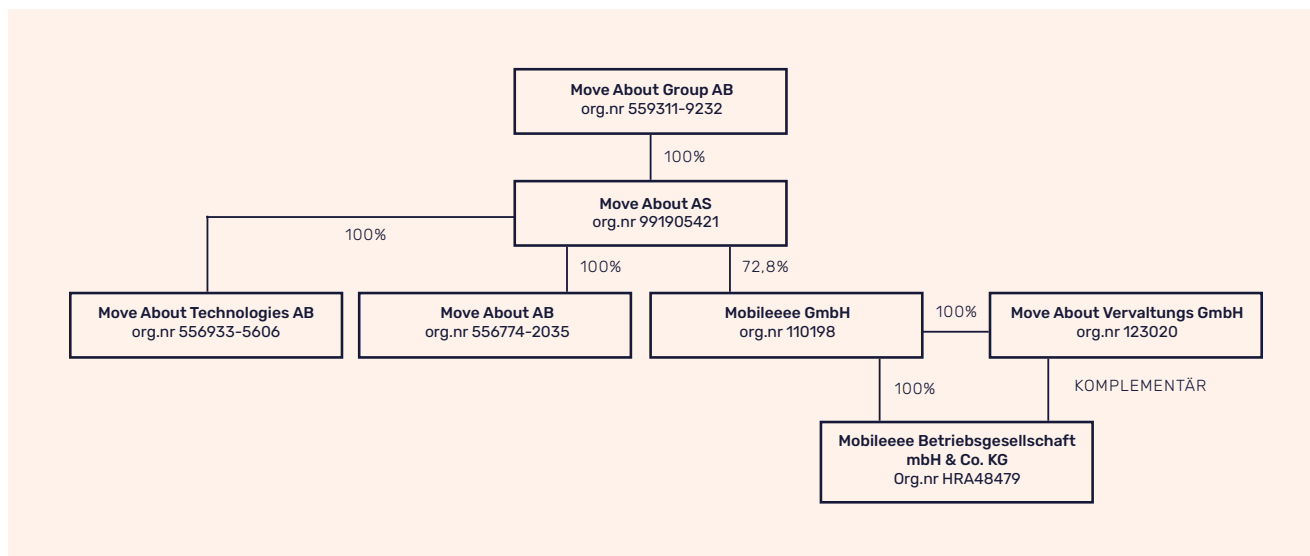 Move About Group AB
org.nr 559311-9232
100%
Move About AS
org.nr 991905421
100%
100%
72,8%
Move About Technologies AB
org.nr 556933-5606
Move About AB
org.nr 556774-2035
Mobileeee GmbH
org.nr 110198
100%
Move About Vervaltungs GmbH
org.nr 123020
100%
KOMPLEMENTÄR
Mobileeee Betriebsgesellschaft
mbH & Co. KG
Org.nr HRA48479